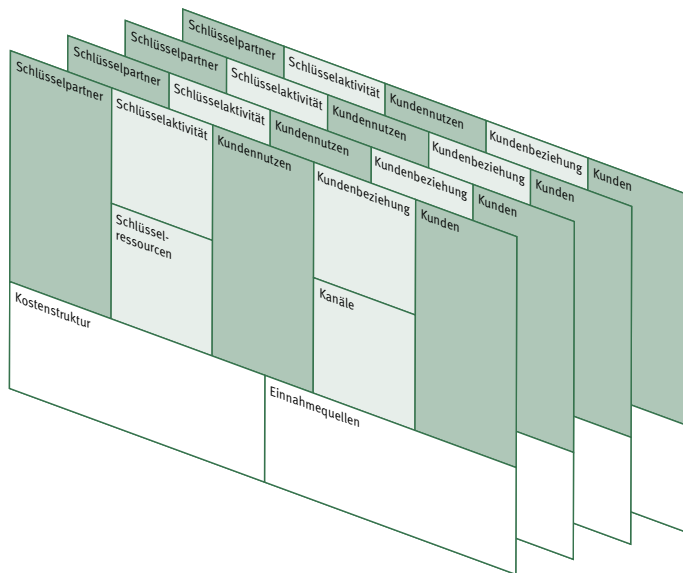 Schlüsselpartner
Schlüsselaktivität
Kundennutzen
Kundenbeziehung
Kunden
Schlüsselpartner
Schlüsselaktivität
Kundennutzen
Kundenbeziehung
Kunden
Schlüsselpartner
Schlüsselaktivität
Kundennutzen
Kundenbeziehung
Kunden
Schlüsselpartner
Schlüsselaktivität
Kundennutzen
Kundenbeziehung
Kunden
Schlüssel-
ressourcen
Kanäle
Kostenstruktur
Einnahmequellen